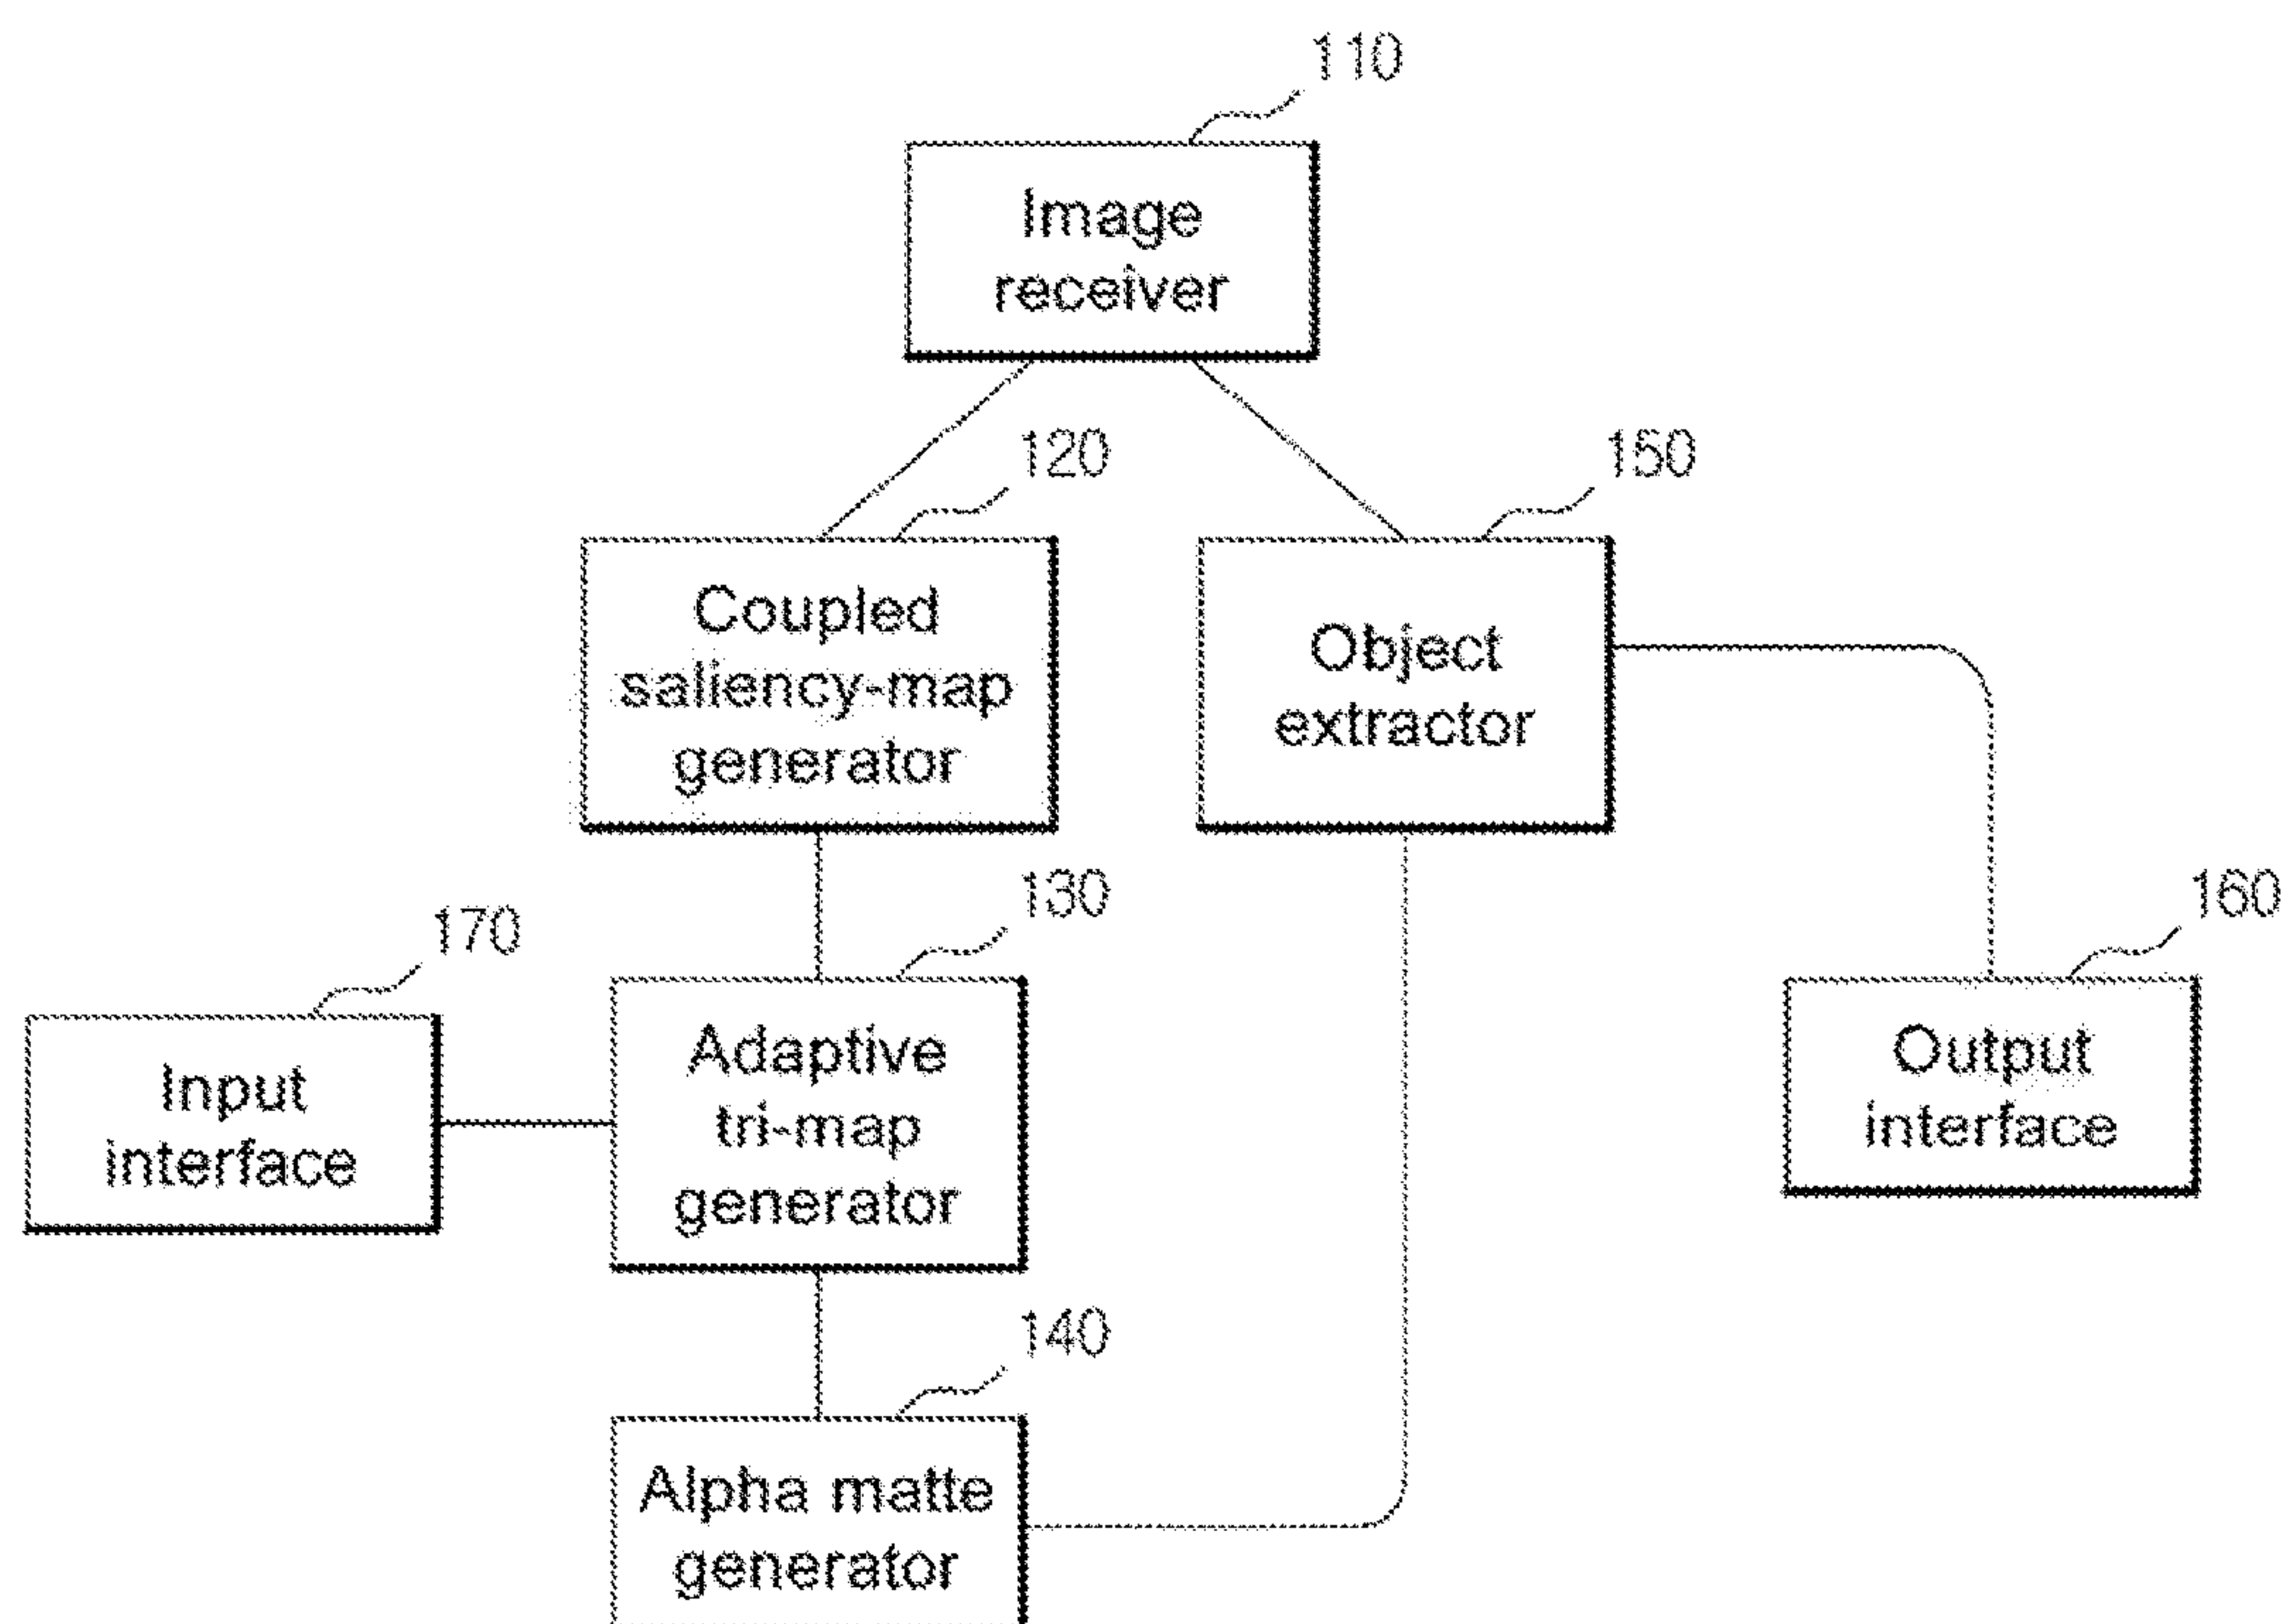 110
Image
receiver
120
150
Coupled
saliency-map
generator
Object
extractor
130
160
170
Adaptive
tri-map
generator
Input
interface
Output
interface
140
Alpha matte
generator